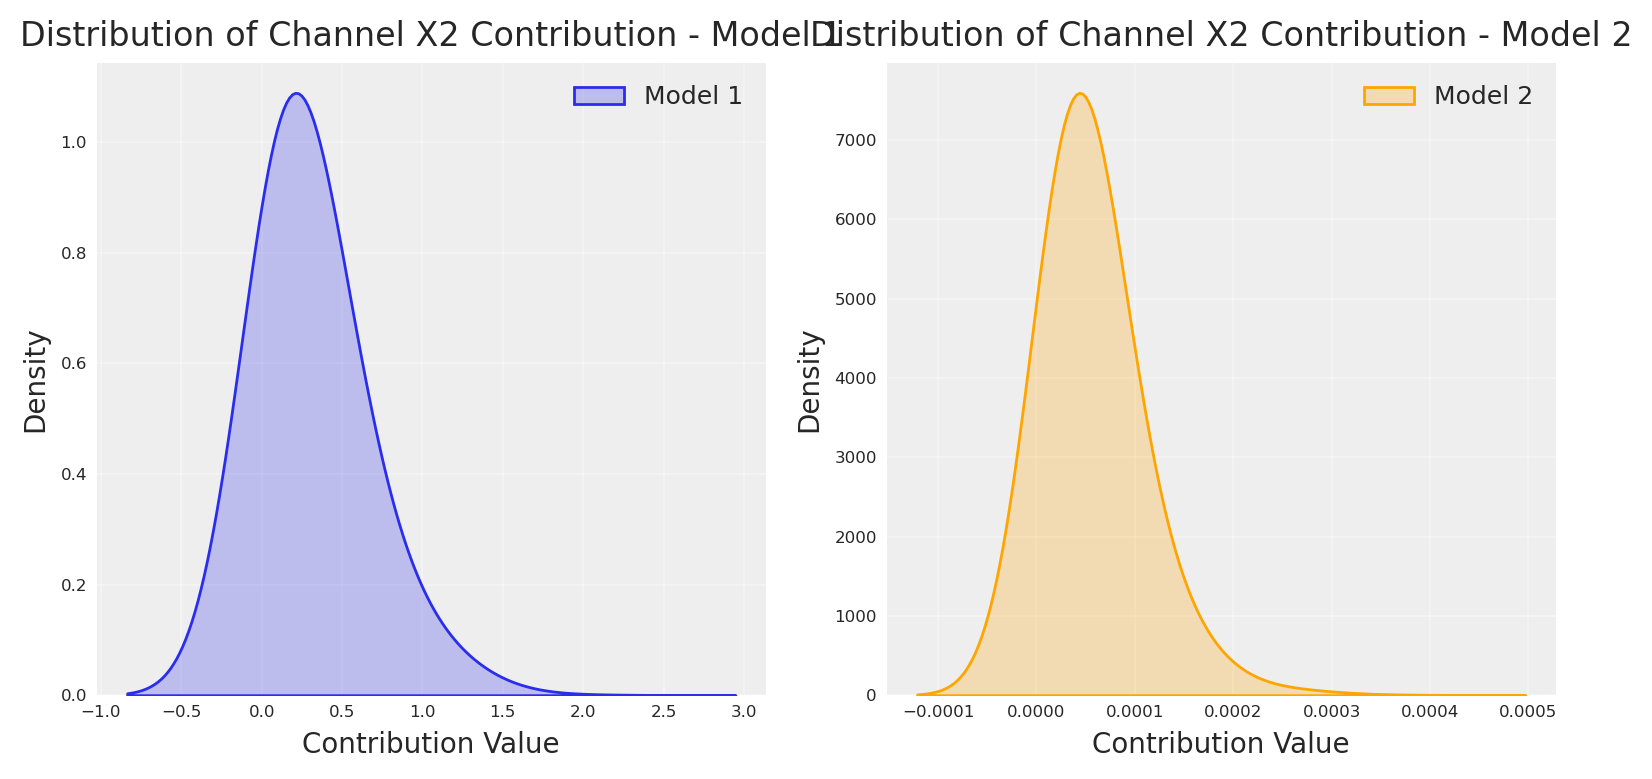 Distribution of Channel X2 Contribution - Model 1
Model 1
1.0
0.8
0.6
0.4
0.2
0.0
Density
−1.0 −0.5 0.0 0.5 1.0 1.5 2.0 2.5 3.0
Contribution Value
Distribution of Channel X2 Contribution - Model 2
Model 2
7000
6000
5000
4000
3000
2000
1000
0
Density
−0.0001 0.0000 0.0001 0.0002 0.0003 0.0004 0.0005
Contribution Value